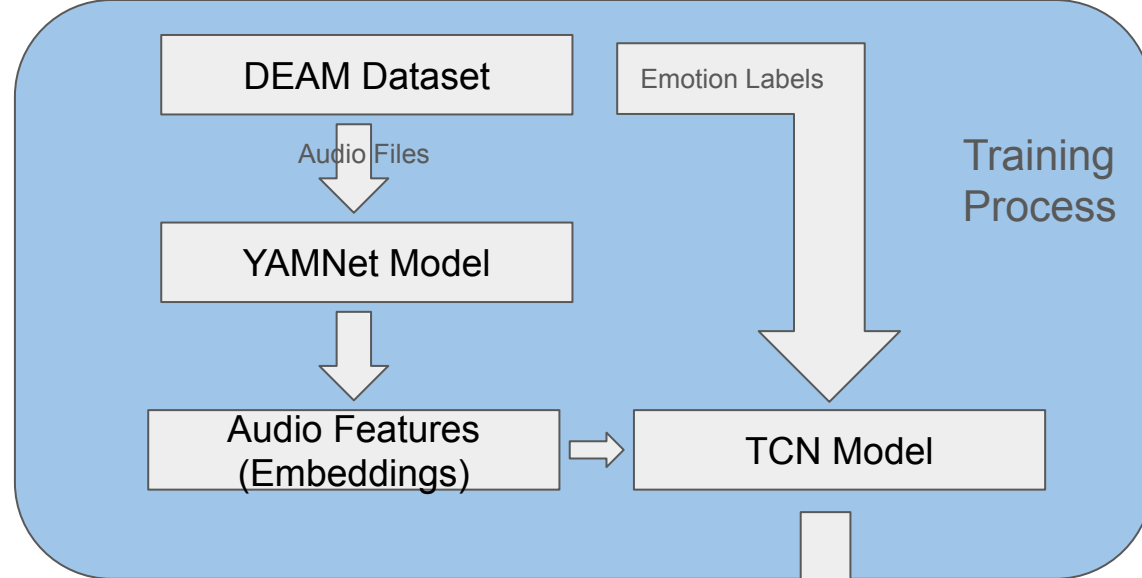 DEAM Dataset
Emotion Labels
Audio Files
Training
Process
YAMNet Model
Audio Features
(Embeddings)
TCN Model